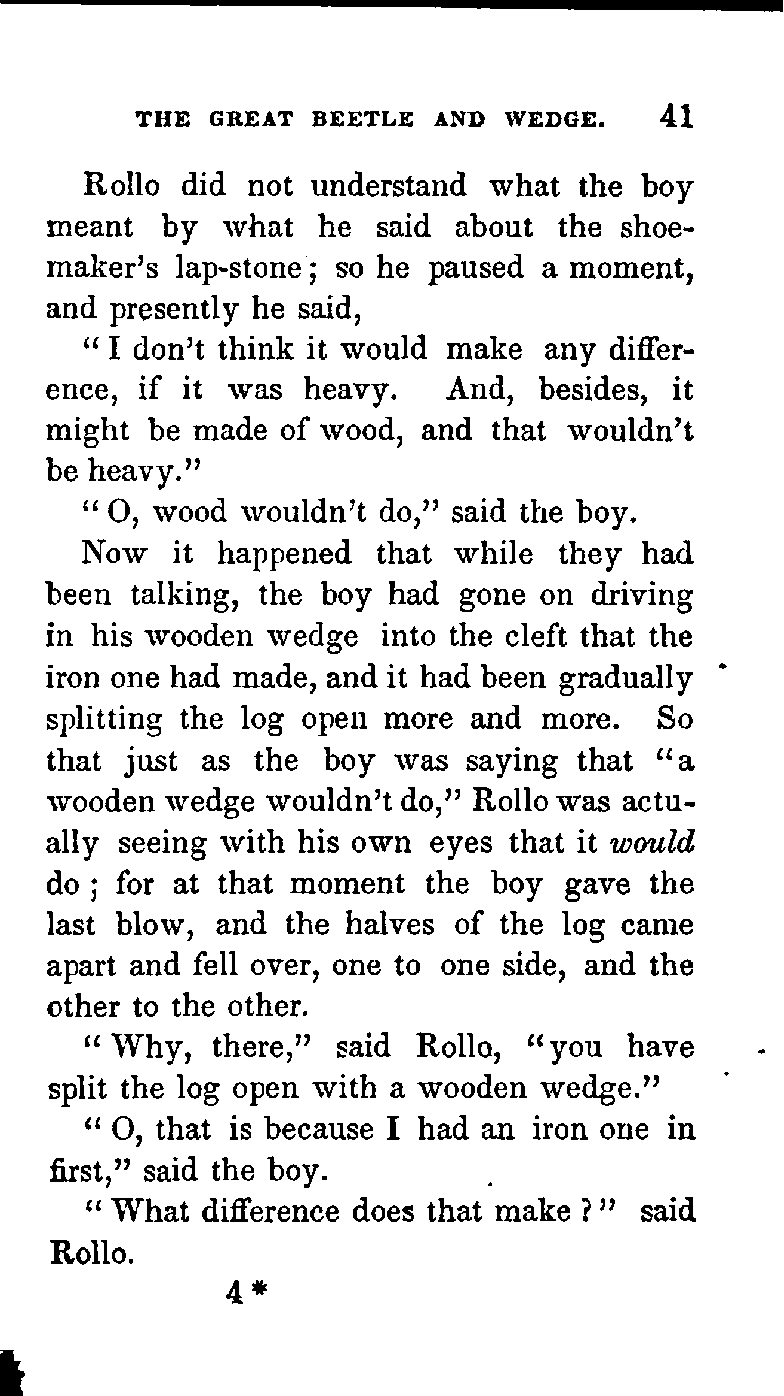 THE GREAT BEETLE AND WEDGE. 41
Rollo did not understand what the boy
meant by what he said about the shoe-
maker's lap-stone; so he paused a moment,
and presently he said,
"I don't think it would make any differ-
ence, if it was heavy. And, besides, it
might be made of wood, and that wouldn't
be heavy."
"O, wood wouldn't do," said the boy.
Now it happened that while they had
been talking, the boy had gone on driving
in his wooden wedge into the cleft that the
iron one had made, and it had been gradually
splitting the log open more and more. So
that just as the boy was saying that "a
wooden wedge wouldn't do," Rollo was actu-
ally seeing with his own eyes that it would
do; for at that moment the boy gave the
last blow, and the halves of the log came
apart and fell over, one to one side, and the
other to the other.
"Why, there," said Rollo, "you have
split the log open with a wooden wedge."
"O, that is because I had an iron one in
first," said the boy.
"What difference does that make?" said
Rollo.
4*